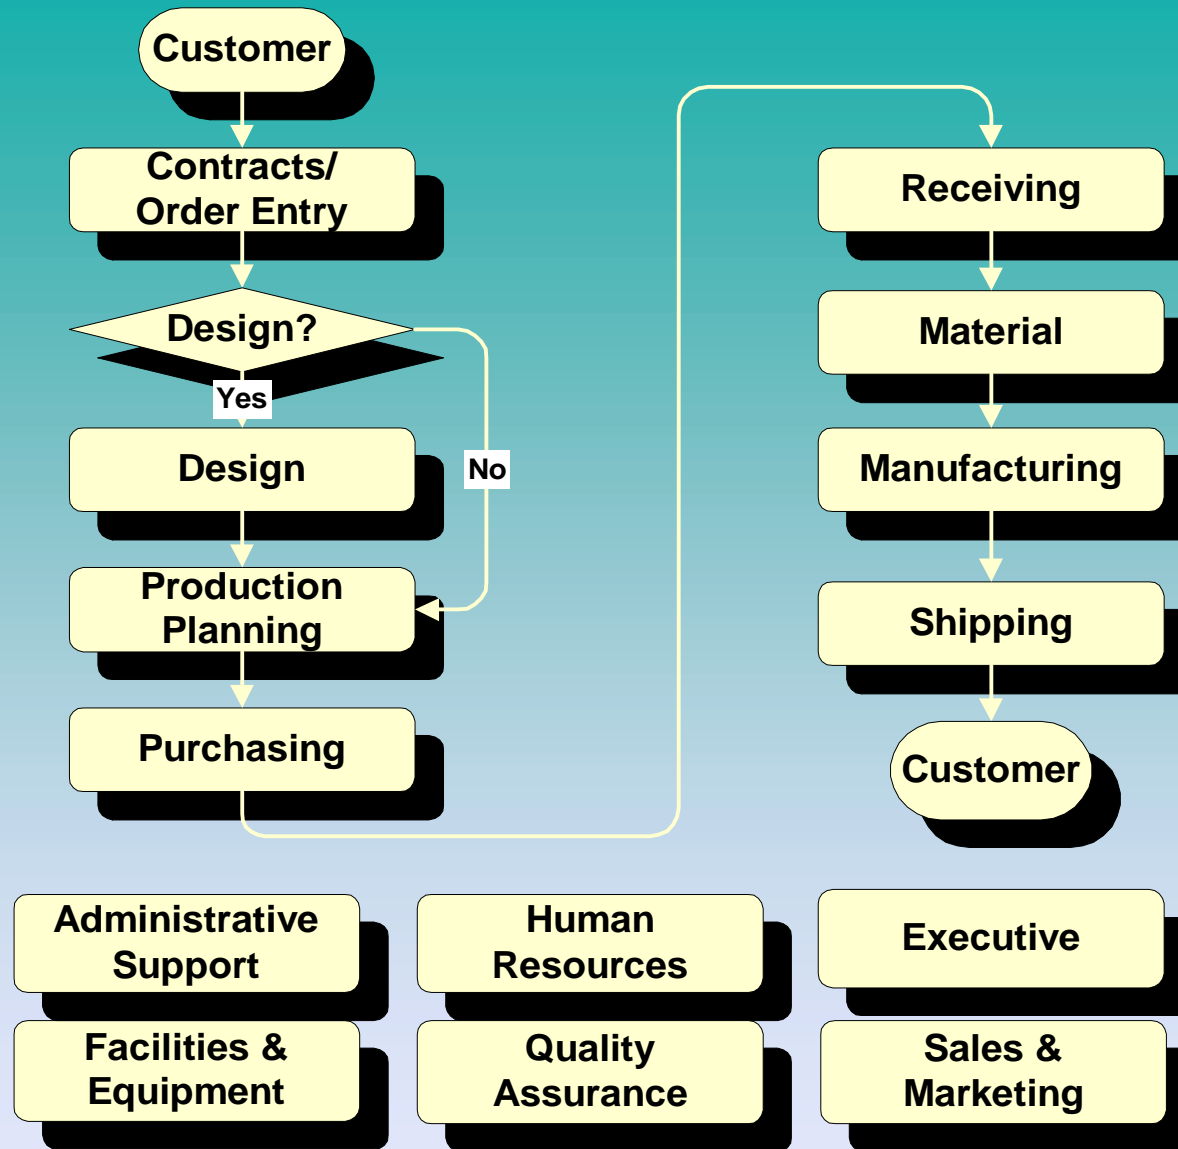 Customer
Contracts/
Order Entry
Design?
Yes
Design
No
Production
Planning
Purchasing
Receiving
Material
Manufacturing
Shipping
Customer
Administrative
Support
Human
Resources
Executive
Facilities &
Equipment
Quality
Assurance
Sales &
Marketing